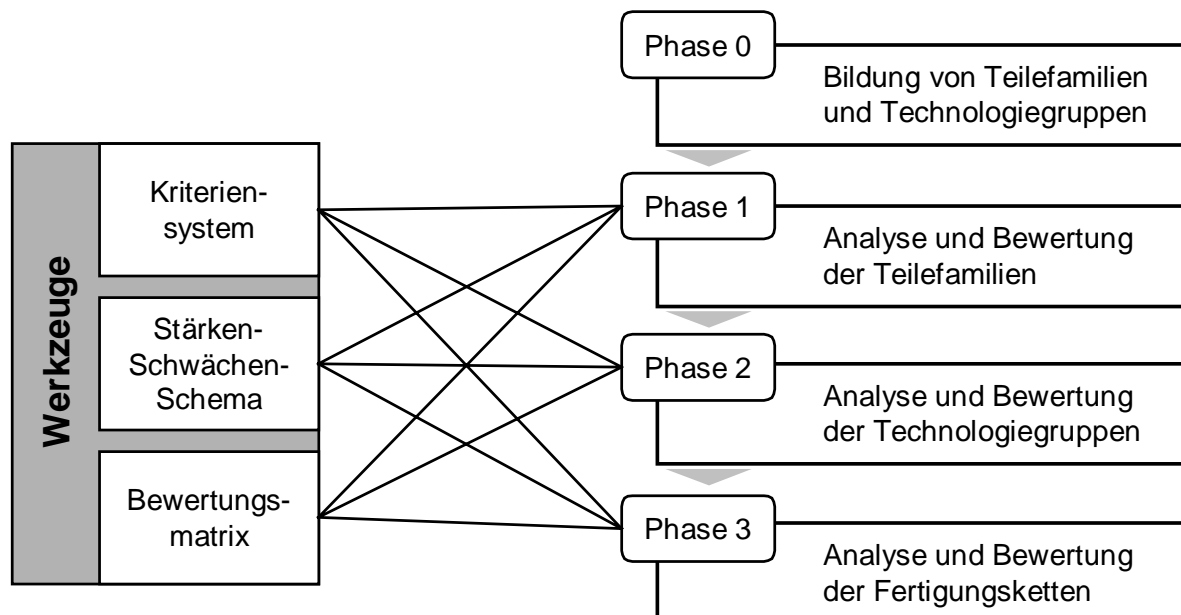 Werkzeuge
Kriterien-
system
Stärken-
Schwächen-
Schema
Bewertungs-
matrix
Phase 0
Bildung von Teilefamilien
und Technologiegruppen
Phase 1
Analyse und Bewertung
der Teilefamilien
Phase 2
Analyse und Bewertung
der Technologiegruppen
Phase 3
Analyse und Bewertung
der Fertigungsketten